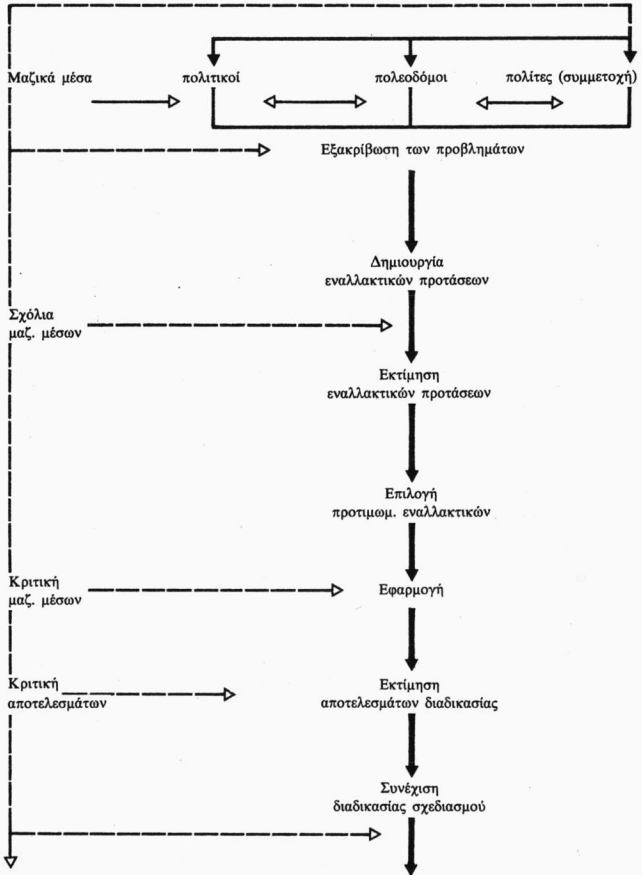 Μαζικά μέσα
πολιτικοί
πολεοδόμοι
πολίτες (συμμετοχή)
Εξακρίβωση των προβλημάτων
Δημιουργία
εναλλακτικών προτάσεων
Σχόλια
μαζ. μέσων
Εκτίμηση
εναλλακτικών προτάσεων
Επιλογή
προτιμωμ. εναλλακτικών
Κριτική
μαζ. μέσων
Εφαρμογή
Κριτική
αποτελεσμάτων
Εκτίμηση
αποτελεσμάτων διαδικασίας
Συνέχιση
διαδικασίας σχεδιασμού